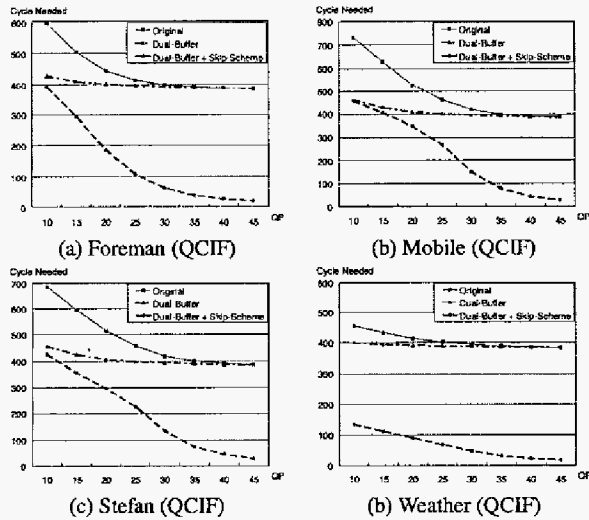 Cycle Needed
600
500
400
300
200
100
0
Original
Dual-Buffer
Dual-Buffer + Skip-Scheme
10 15 20 25 30 35 40 45 QP
(a) Foreman (QCIF)
Cycle Needed
800
700
600
500
400
300
200
100
0
Original
Dual-Buffer
Dual-Buffer + Skip-Scheme
10 15 20 25 30 35 40 45 QP
(b) Mobile (QCIF)
Cycle Needed
700
600
500
400
300
200
100
0
Original
Dual-Buffer
Dual-Buffer + Skip-Scheme
10 15 20 25 30 35 40 45 QP
(c) Stefan (QCIF)
Cycle Needed
700
600
500
400
300
200
100
0
Original
Dual-Buffer
Dual-Buffer + Skip-Scheme
10 15 20 25 30 35 40 45 QP
(b) Weather (QCIF)